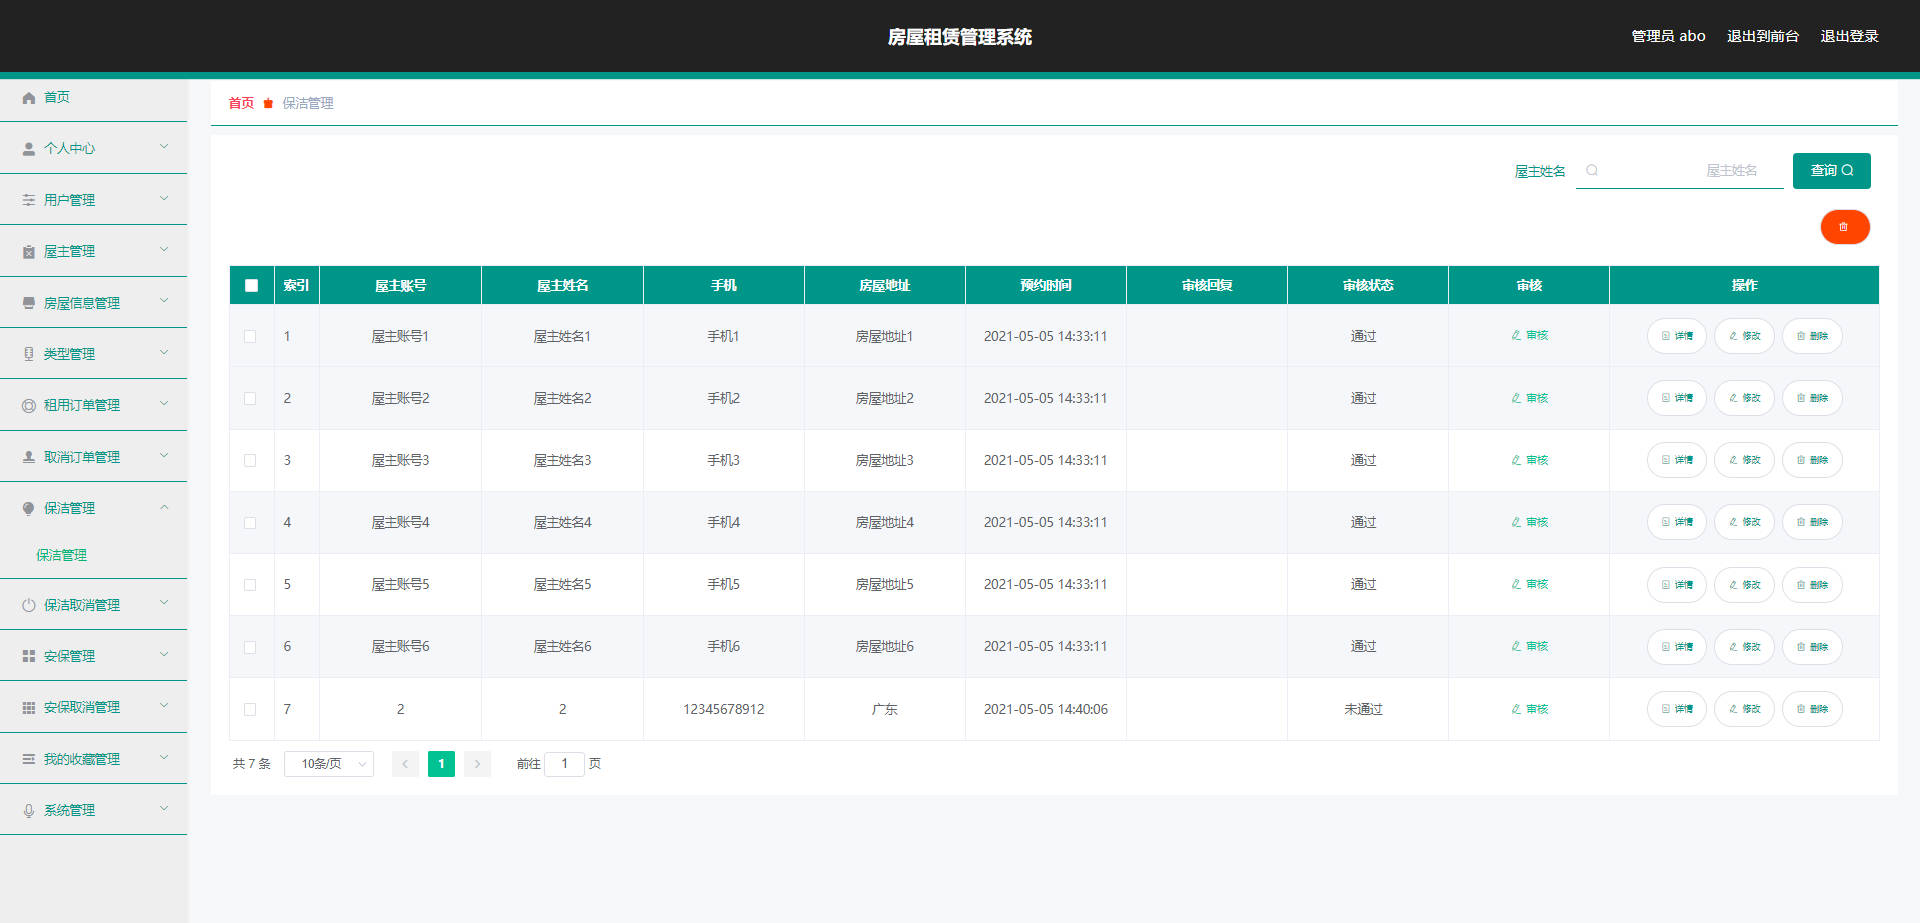 房屋租赁管理系统
管理员 abo 退出到前台 退出登录
首页
个人中心
用户管理
屋主管理
房屋信息管理
类型管理
租用订单管理
取消订单管理
保洁管理
保洁管理
保洁取消管理
安保管理
安保取消管理
我的收藏管理
系统管理
首页 保洁管理
屋主姓名 屋主姓名 查询
索引 屋主账号 屋主姓名 手机 房屋地址 预约时间 审核回复 审核状态 审核 操作
1 屋主账号1 屋主姓名1 手机1 房屋地址1 2021-05-05 14:33:11 通过 审核 详情 修改 删除
2 屋主账号2 屋主姓名2 手机2 房屋地址2 2021-05-05 14:33:11 通过 审核 详情 修改 删除
3 屋主账号3 屋主姓名3 手机3 房屋地址3 2021-05-05 14:33:11 通过 审核 详情 修改 删除
4 屋主账号4 屋主姓名4 手机4 房屋地址4 2021-05-05 14:33:11 通过 审核 详情 修改 删除
5 屋主账号5 屋主姓名5 手机5 房屋地址5 2021-05-05 14:33:11 通过 审核 详情 修改 删除
6 屋主账号6 屋主姓名6 手机6 房屋地址6 2021-05-05 14:33:11 通过 审核 详情 修改 删除
7 2 2 12345678912 广东 2021-05-05 14:40:06 未通过 审核 详情 修改 删除
共 7 条 10条/页 1 前往 1 页